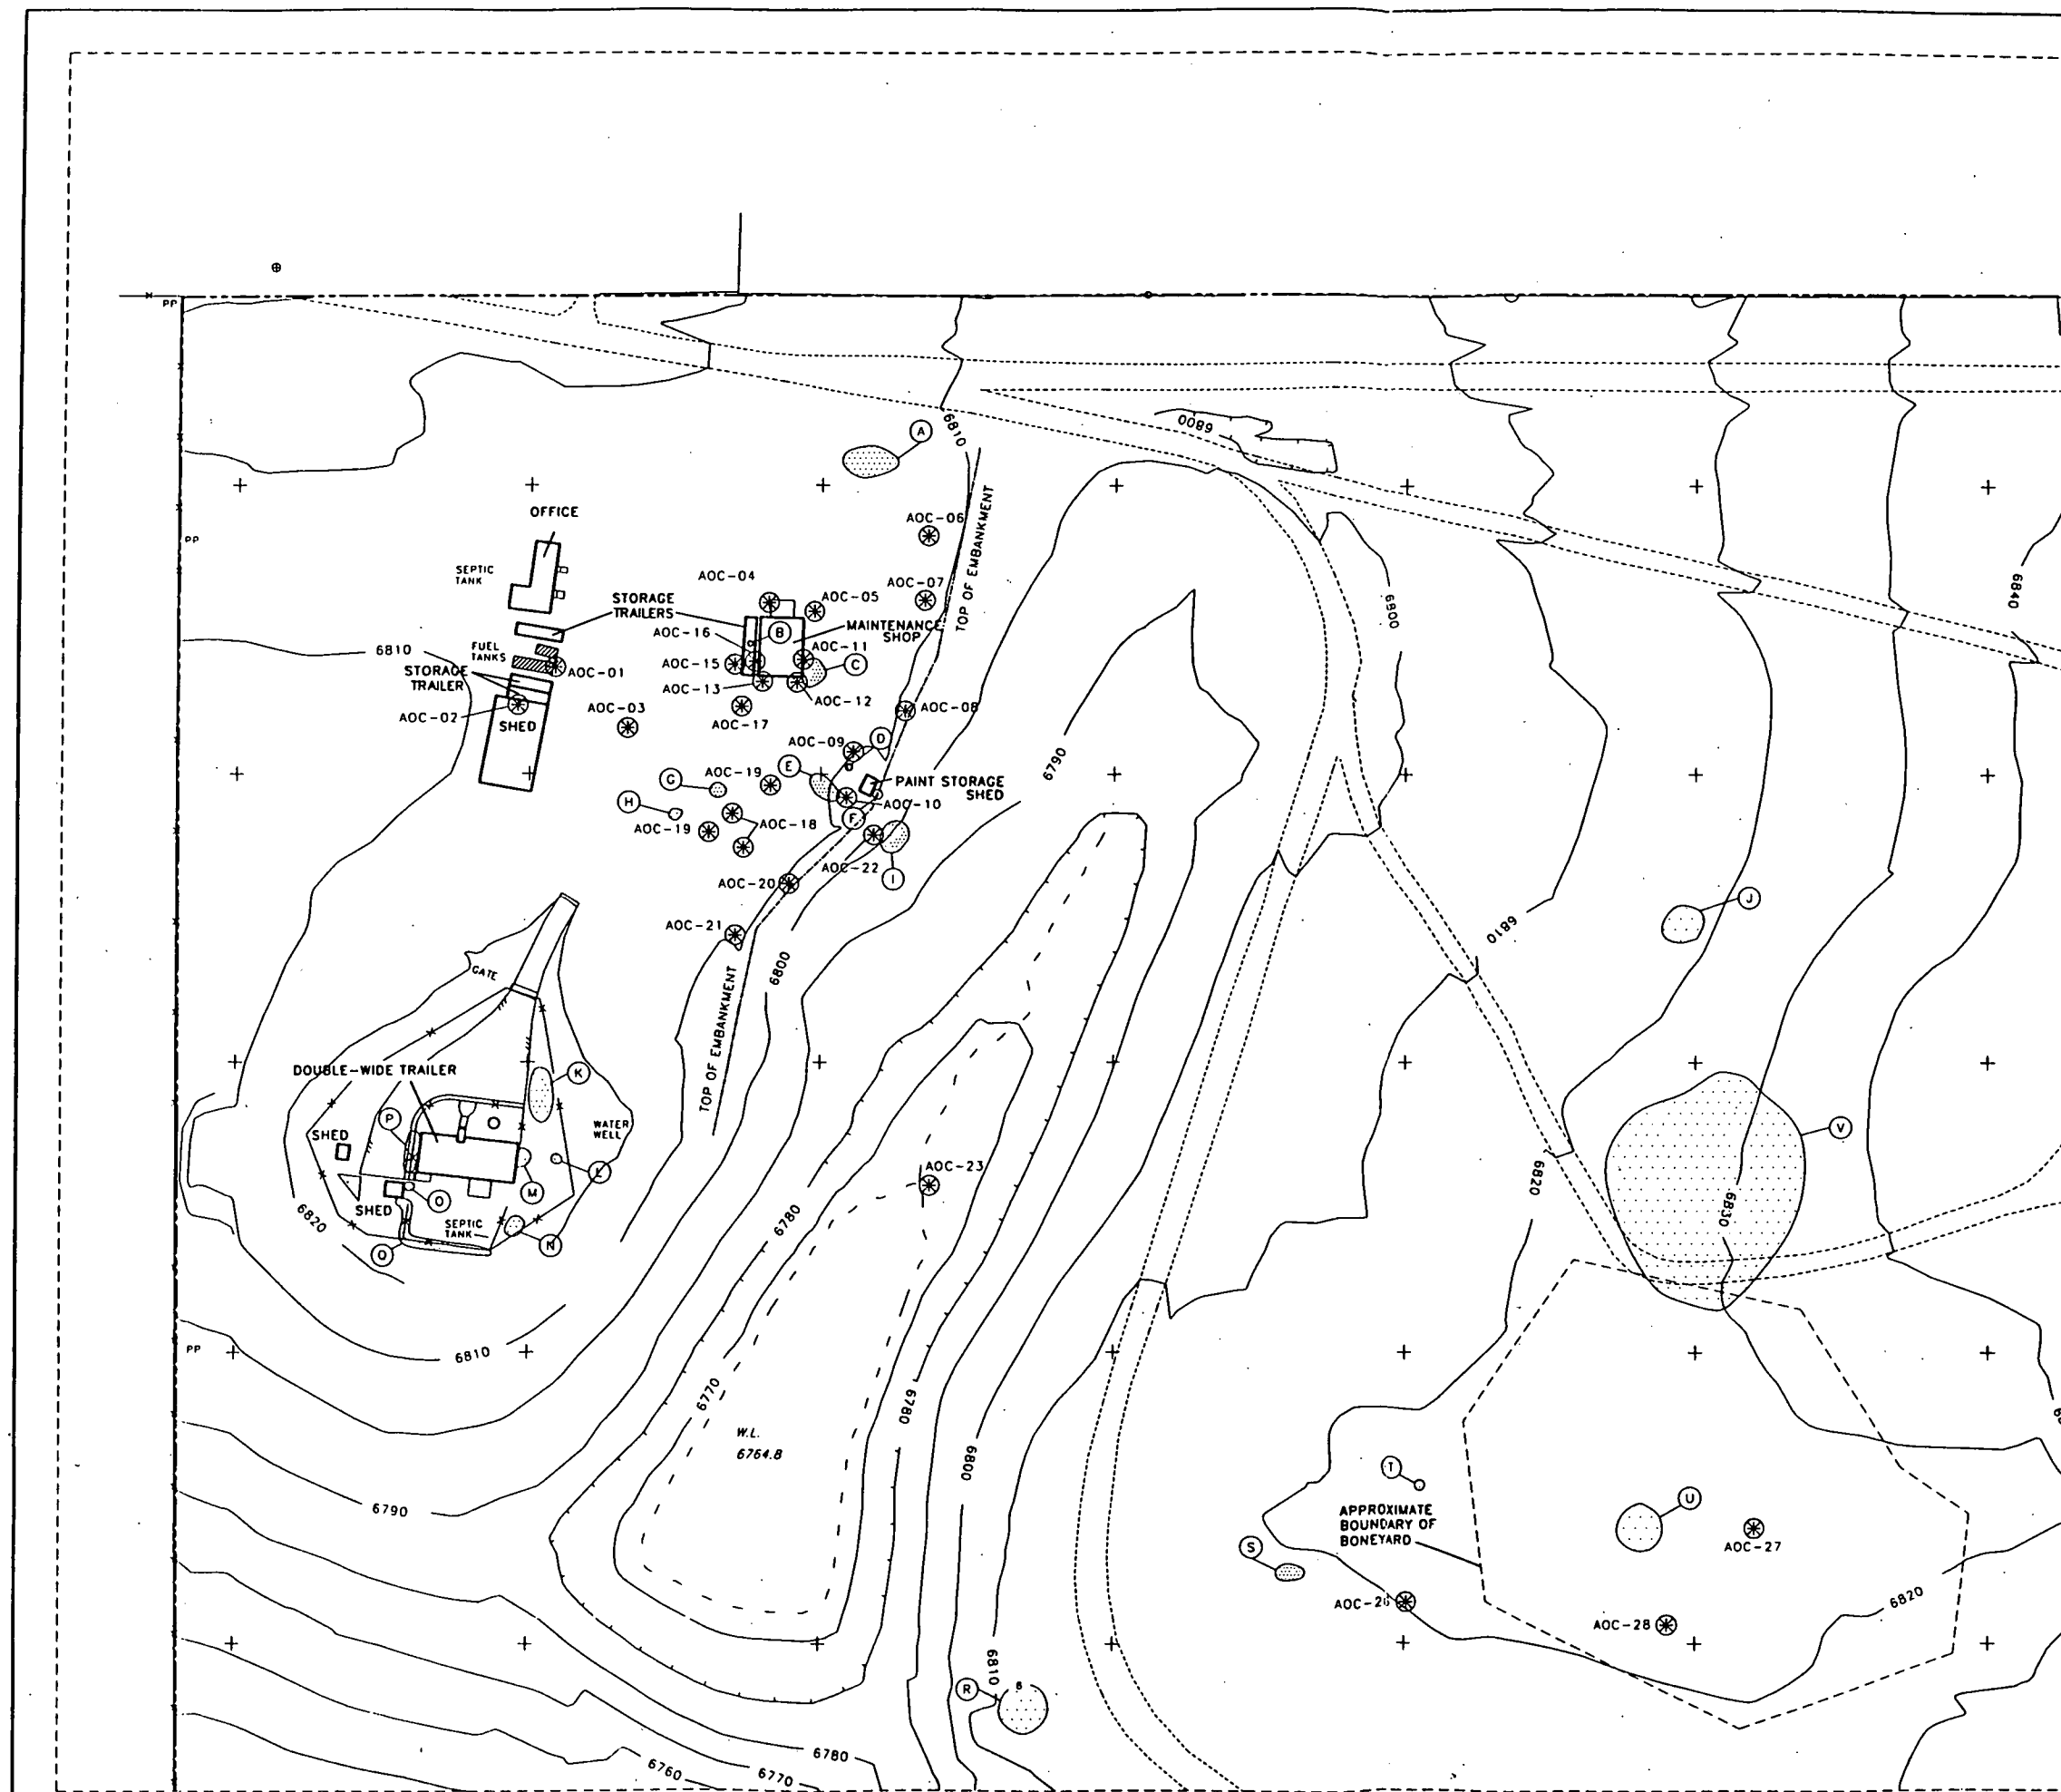 PP
A
6810
0089
PP
OFFICE
AOC-06
TOP OF EMBANKMENT
SEPTIC
TANK
AOC-04
AOC-07
6840
STORAGE
TRAILERS
AOC-05
6800
AOC-16
B
MAINTENANCE
SHOP
6810
FUEL
TANKS
AOC-15
AOC-11
C
STORAGE
TRAILER
AOC-01
AOC-13
AOC-12
AOC-02
SHED
AOC-03
AOC-17
AOC-08
AOC-09
D
6790
G
AOC-19
E
PAINT STORAGE
SHED
H
AOC-10
AOC-19
AOC-18
F
AOC-22
I
AOC-20
J
AOC-21
6810
GATE
6800
TOP OF EMBANKMENT
DOUBLE-WIDE TRAILER
K
P
WATER
WELL
V
SHED
AOC-23
L
6820
M
O
SHED
6820
6780
6830
SEPTIC
TANK
N
Q
PP
6810
6770
6780
W.L.
6764.8
6800
T
U
6790
APPROXIMATE
BOUNDARY OF
BONEYARD
S
AOC-27
AOC-28
6820
6810
R
6780
6760
6770